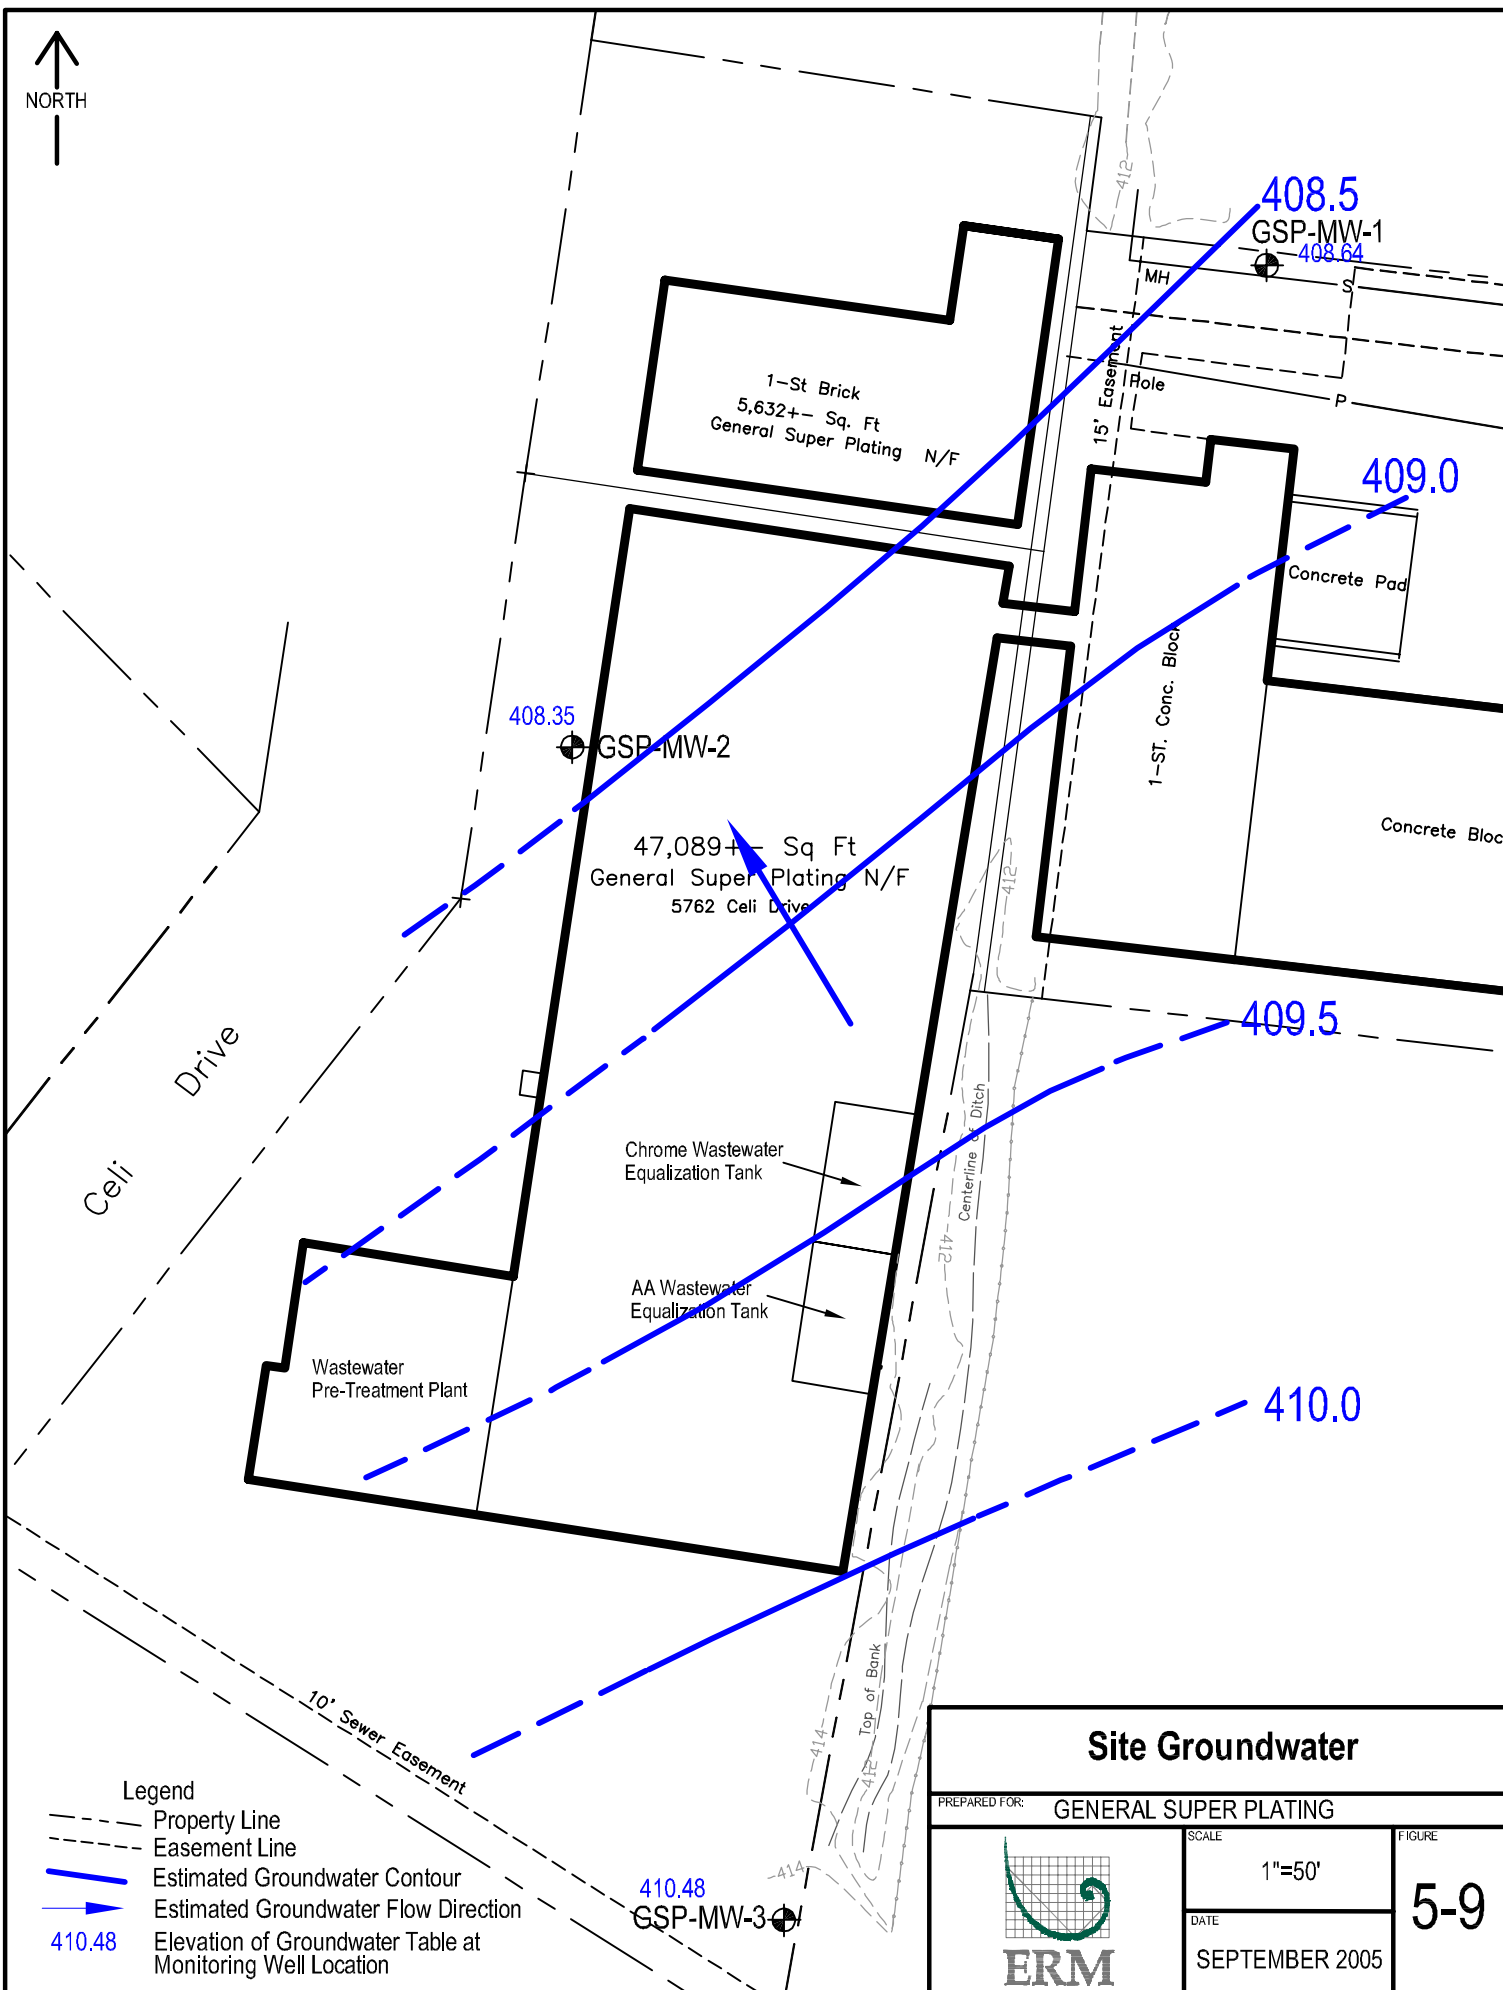 NORTH
412
408.5
GSP-MW-1
408.64
MH
S
15' Easement
Pole
P
1-St Brick
5,632+- Sq. Ft
General Super Plating N/F
409.0
Concrete Pad
1-ST. Conc. Block
408.35
GSP-MW-2
Concrete Bloc
47,089+- Sq Ft
General Super Plating N/F
5762 Celi Drive
412
409.5
Celi Drive
Centerline of Ditch
Chrome Wastewater
Equalization Tank
412
AA Wastewater
Equalization Tank
Wastewater
Pre-Treatment Plant
410.0
10' Sewer Easement
Top of Bank
414
412
414
410.48
GSP-MW-3
Legend
Property Line
Easement Line
Estimated Groundwater Contour
Estimated Groundwater Flow Direction
410.48 Elevation of Groundwater Table at
Monitoring Well Location
Site Groundwater
PREPARED FOR: GENERAL SUPER PLATING
ERM
SCALE
1"=50'
DATE
SEPTEMBER 2005
FIGURE
5-9